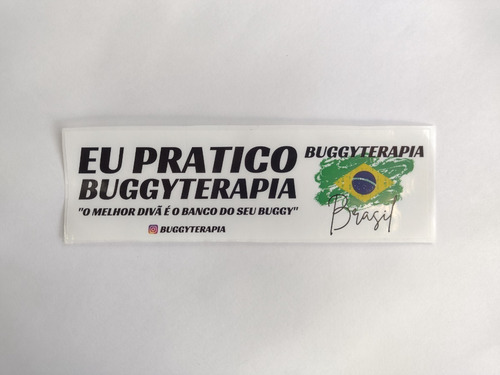 EU PRATICO
BUGGYTERAPIA
"O MELHOR DIVÃ É O BANCO DO SEU BUGGY"
BUGGYTERAPIA
BUGGYTERAPIA
Brasil